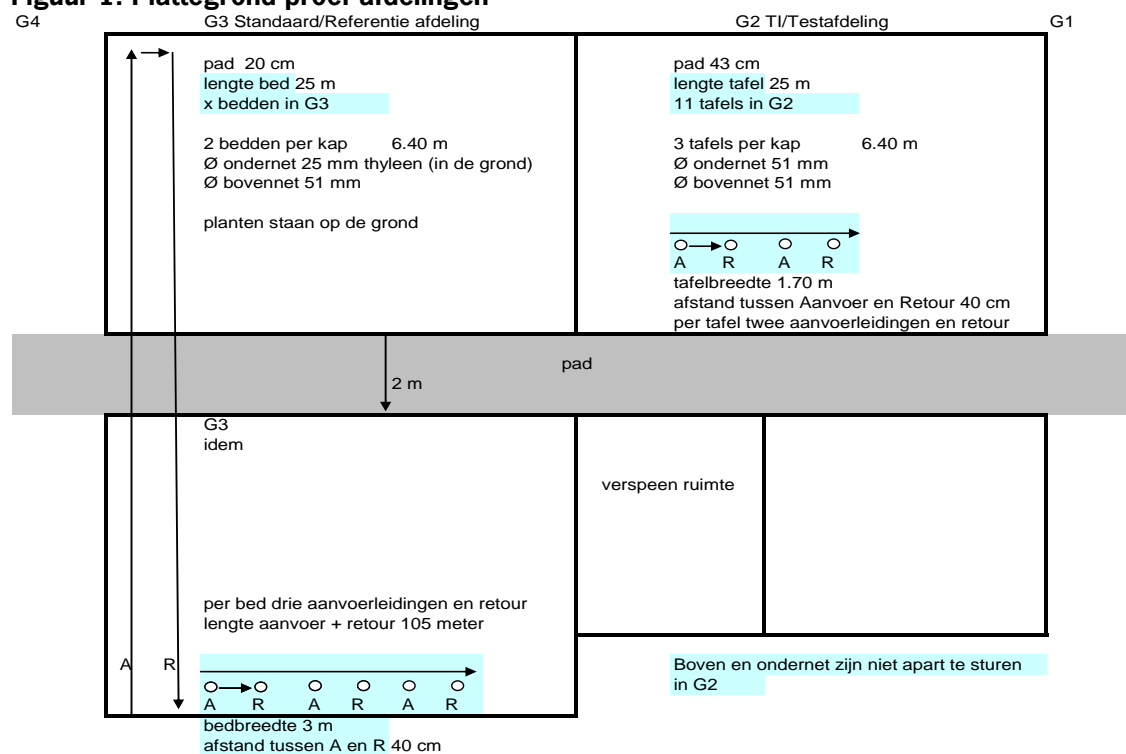 Figuur 1: Plattegrond proef afdelingen
G4 G3 Standaard/Referentie afdeling G2 TI/Testafdeling G1
pad 20 cm
lengte bed 25 m
x bedden in G3
2 bedden per kap 6.40 m
Ø ondernet 25 mm thyleen (in de grond)
Ø bovennet 51 mm
planten staan op de grond
pad 43 cm
lengte tafel 25 m
11 tafels in G2
3 tafels per kap 6.40 m
Ø ondernet 51 mm
Ø bovennet 51 mm
A R A R
tafelbreedte 1.70 m
afstand tussen Aanvoer en Retour 40 cm
per tafel twee aanvoerleidingen en retour
pad
2 m
G3
idem
verspeen ruimte
per bed drie aanvoerleidingen en retour
lengte aanvoer + retour 105 meter
A R
A R A R A R
bedbreedte 3 m
afstand tussen A en R 40 cm
Boven en ondernet zijn niet apart te sturen
in G2